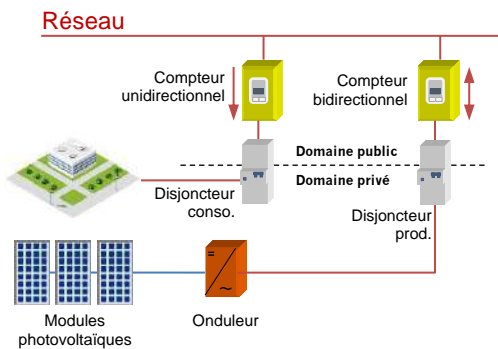 Réseau
Compteur
unidirectionnel
Compteur
bidirectionnel
Domaine public
Domaine privé
Disjoncteur
conso.
Disjoncteur
prod.
Modules
photovoltaïques
Onduleur